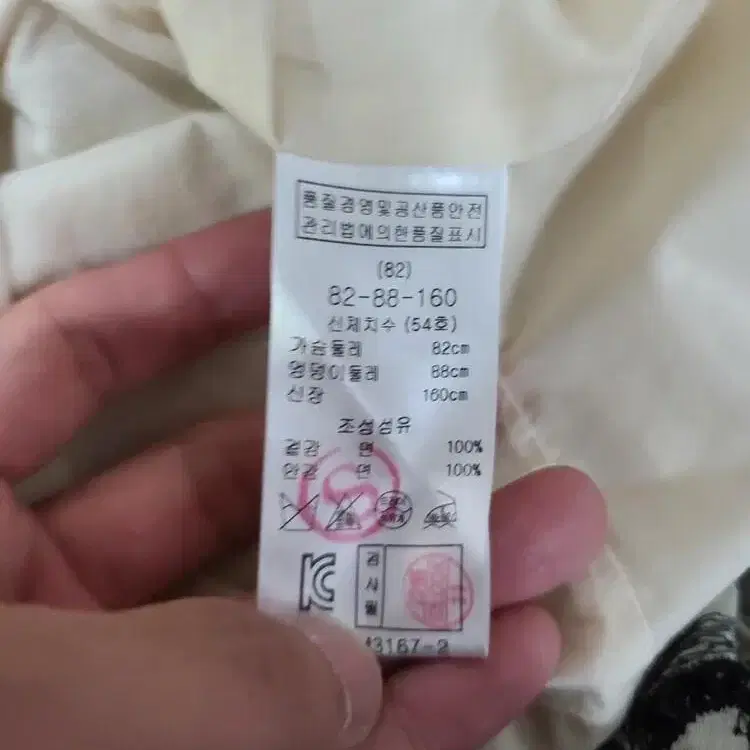 품질경영및공산품안전
관리법에의한품질표시
(82)
82-88-160
신체치수 (54호)
가슴둘레 82cm
엉덩이둘레 88cm
신장 160cm
조성섬유
겉감 면 100%
안감 면 100%
검사필
3167-2